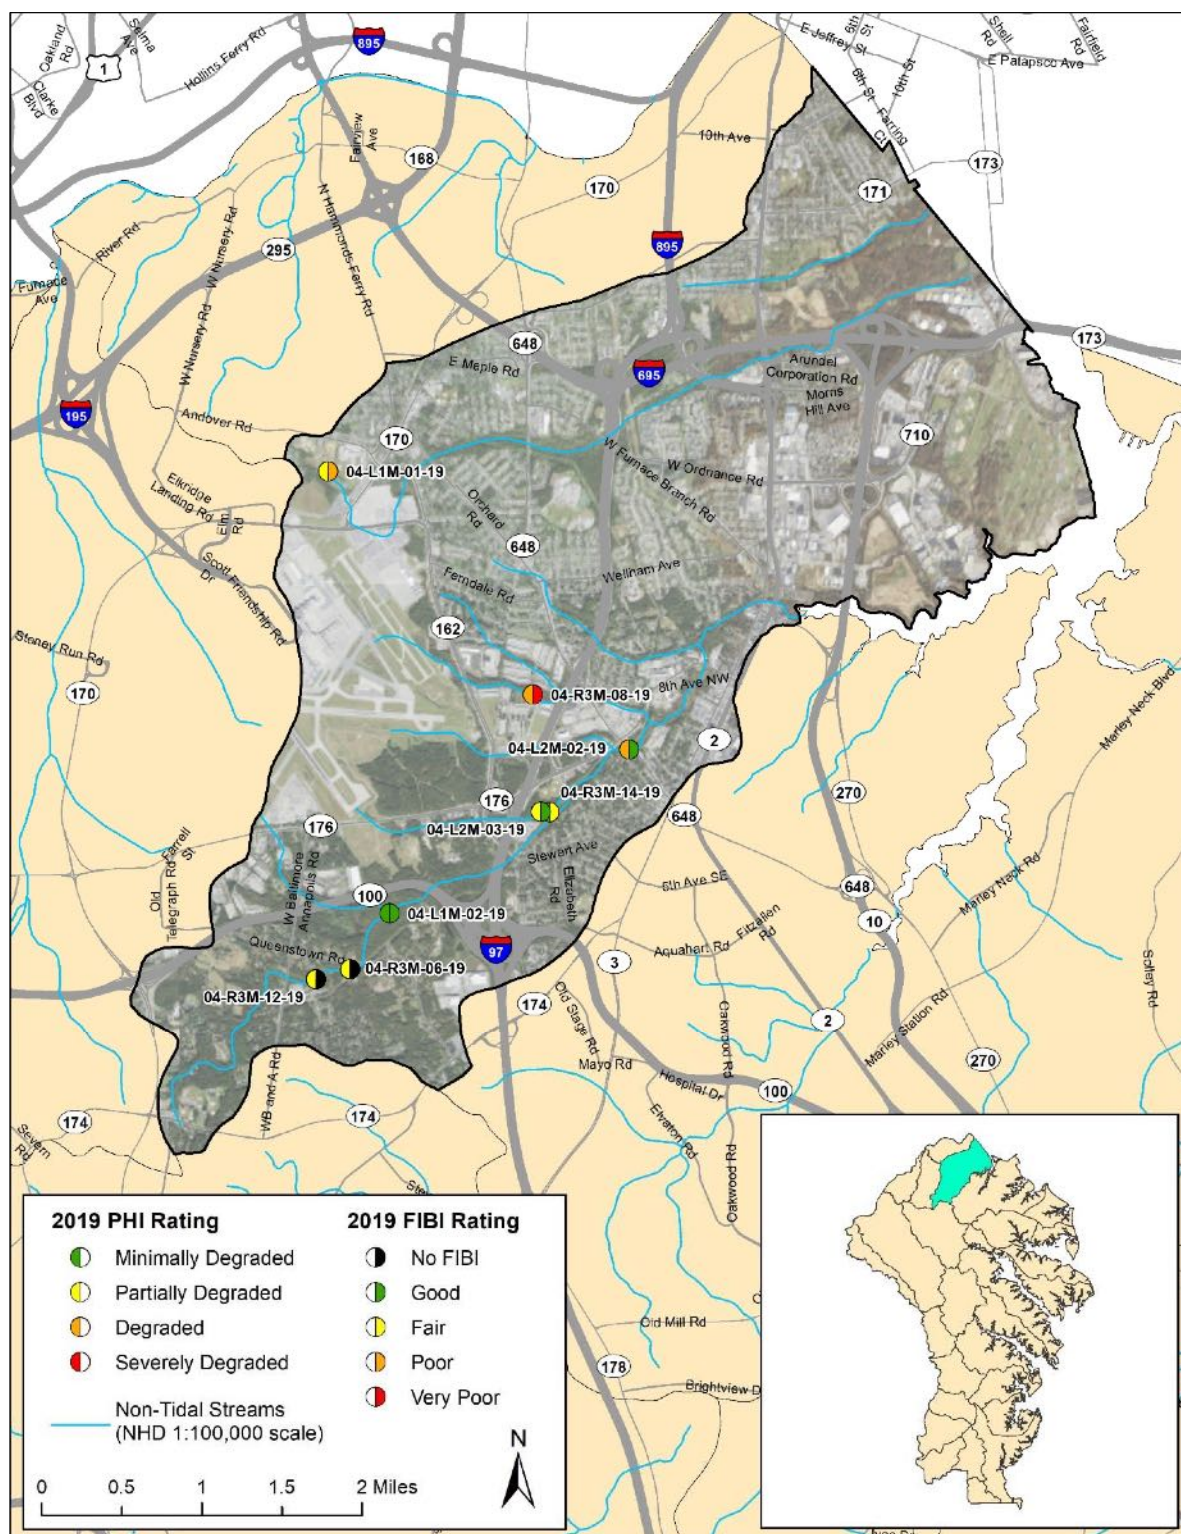 Oakland
Rd
Selma
Ave
Hollins Ferry Rd
895
1
Clarke
Blvd
6th
St
E Jeffrey St
Shell
Rd
Fairfield
Rd
E Patapsco Ave
10th St
6th St
Farring
Ct
Fairview
Ave
168
10th Ave
173
170
171
N Hammonds Ferry Rd
River Rd
W Nursery Rd
295
895
Furnace
Ave
648
173
E Maple Rd
695
Arundel
Corporation Rd
Morris
Hill Ave
W Nursery Rd
195
Andover Rd
170
710
04-L1M-01-19
W Furnace Branch Rd
W Ordnance Rd
Elkridge
Landing Rd
Elm
Rd
Orchard
Rd
648
Scott Friendship Rd
Dr
Wellham Ave
Ferndale Rd
162
Stoney Run Rd
170
8th Ave NW
04-R3M-08-19
Marley Neck Blvd
2
04-L2M-02-19
04-R3M-14-19
176
270
176
04-L2M-03-19
648
Farrell
St
Stewart Ave
Old
Telegraph Rd
W Baltimore
Annapolis Rd
Elizabeth
Rd
5th Ave SE
648
Marley Neck Rd
100
04-L1M-02-19
Fitzallen
Rd
10
Queenstown Rd
97
Aquahart Rd
04-R3M-06-19
3
Solley Rd
04-R3M-12-19
174
Old Stage Rd
Oakwood Rd
2
Marley Station Rd
Mayo Rd
270
WB and A Rd
Hospital Dr
100
174
174
Severn
Rd
Elvaton Rd
Oakwood Rd
Old Mill Rd
178
2019 PHI Rating
Minimally Degraded
Partially Degraded
Degraded
Severely Degraded
Non-Tidal Streams
(NHD 1:100,000 scale)
2019 FIBI Rating
No FIBI
Good
Fair
Poor
Very Poor
N
0 0.5 1 2 Miles
Brightview D